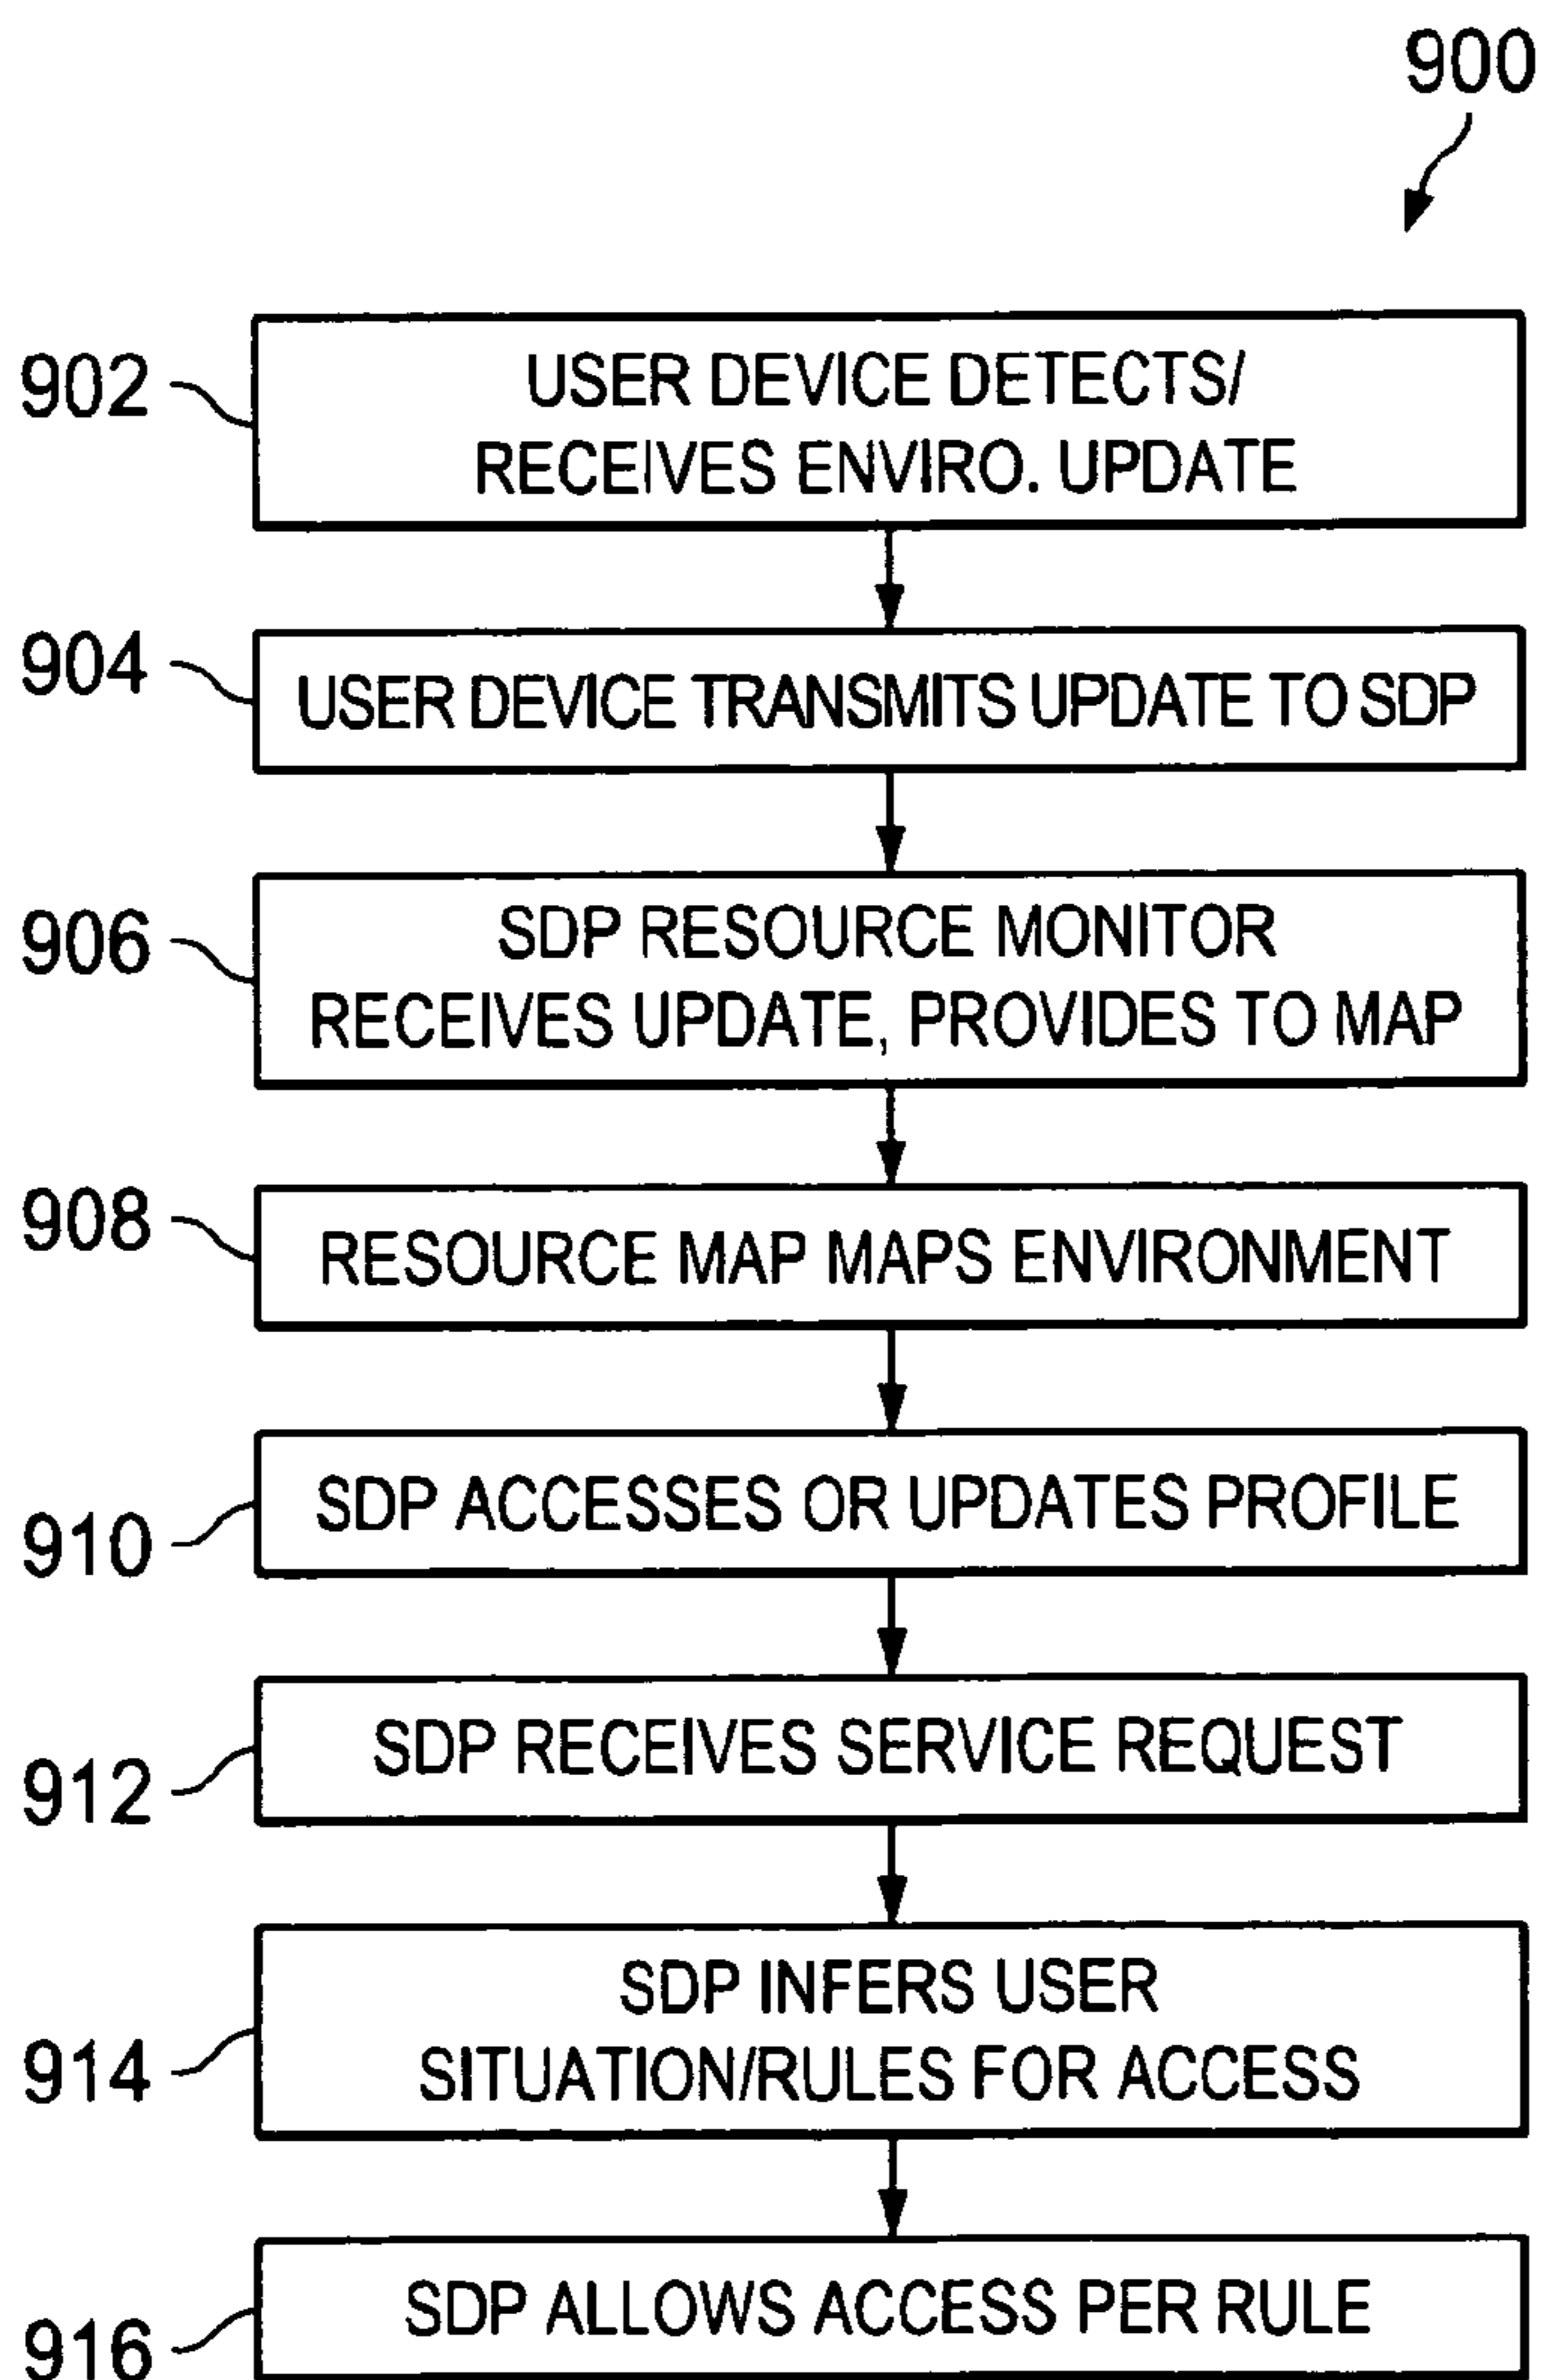 900
902
USER DEVICE DETECTS/
RECEIVES ENVIRO. UPDATE
904
USER DEVICE TRANSMITS UPDATE TO SDP
906
SDP RESOURCE MONITOR
RECEIVES UPDATE, PROVIDES TO MAP
908
RESOURCE MAP MAPS ENVIRONMENT
910
SDP ACCESSES OR UPDATES PROFILE
912
SDP RECEIVES SERVICE REQUEST
914
SDP INFERS USER
SITUATION/RULES FOR ACCESS
916
SDP ALLOWS ACCESS PER RULE